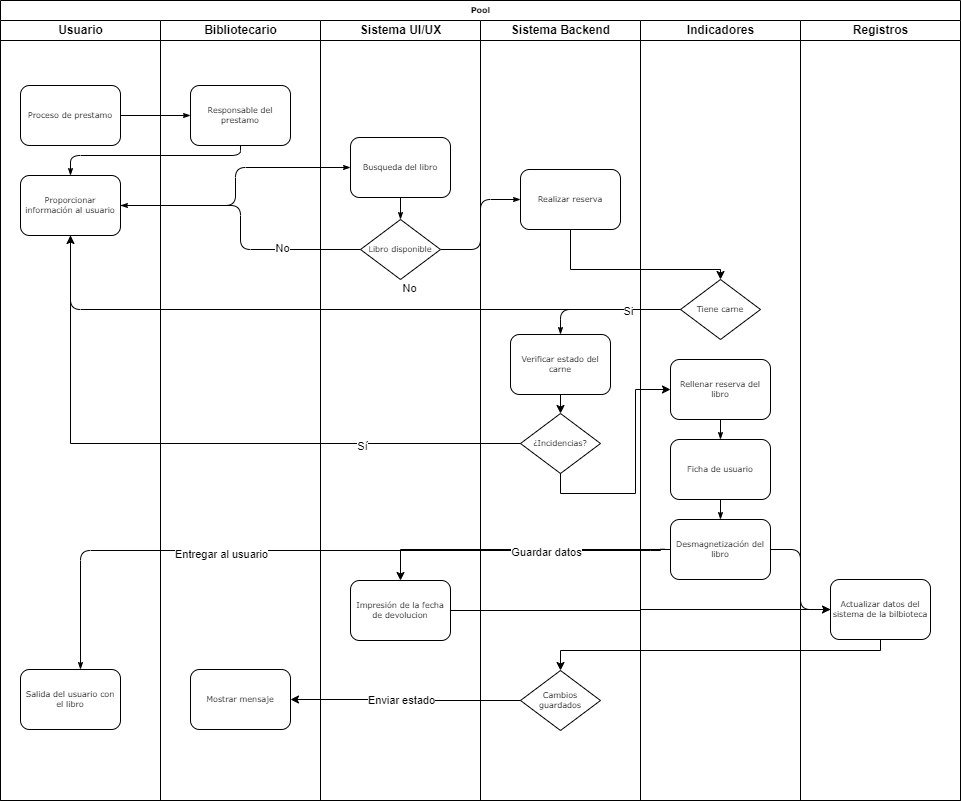 Pool
Usuario
Bibliotecario
Sistema UI/UX
Sistema Backend
Indicadores
Registros
Proceso de prestamo
Responsable del
prestamo
Busqueda del libro
Proporcionar
información al usuario
Realizar reserva
No
Libro disponible
No
Sí
Tiene carne
Verificar estado del
carne
Rellenar reserva del
libro
Sí
¿Incidencias?
Ficha de usuario
Entregar al usuario
Guardar datos
Desmagnetización del
libro
Impresión de la fecha
de devolucion
Actualizar datos del
sistema de la bilbioteca
Salida del usuario con
el libro
Mostrar mensaje
Enviar estado
Cambios
guardados